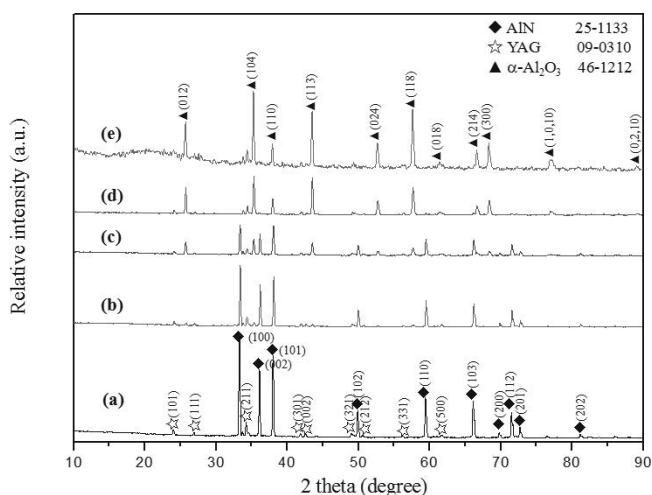 ◆ AlN 25-1133
☆ YAG 09-0310
▲ α-Al₂O₃ 46-1212
Relative intensity (a.u.)
(e)
(012)
(104)
(110)
(113)
(024)
(118)
(018)
(214)
(300)
(1,0,10)
(0,2,10)
(d)
(c)
(b)
(a)
(101)
(111)
(100)
(211)
(002)
(101)
(301)
(002)
(321)
(102)
(212)
(331)
(110)
(500)
(103)
(200)
(112)
(201)
(202)
10 20 30 40 50 60 70 80 90
2 theta (degree)